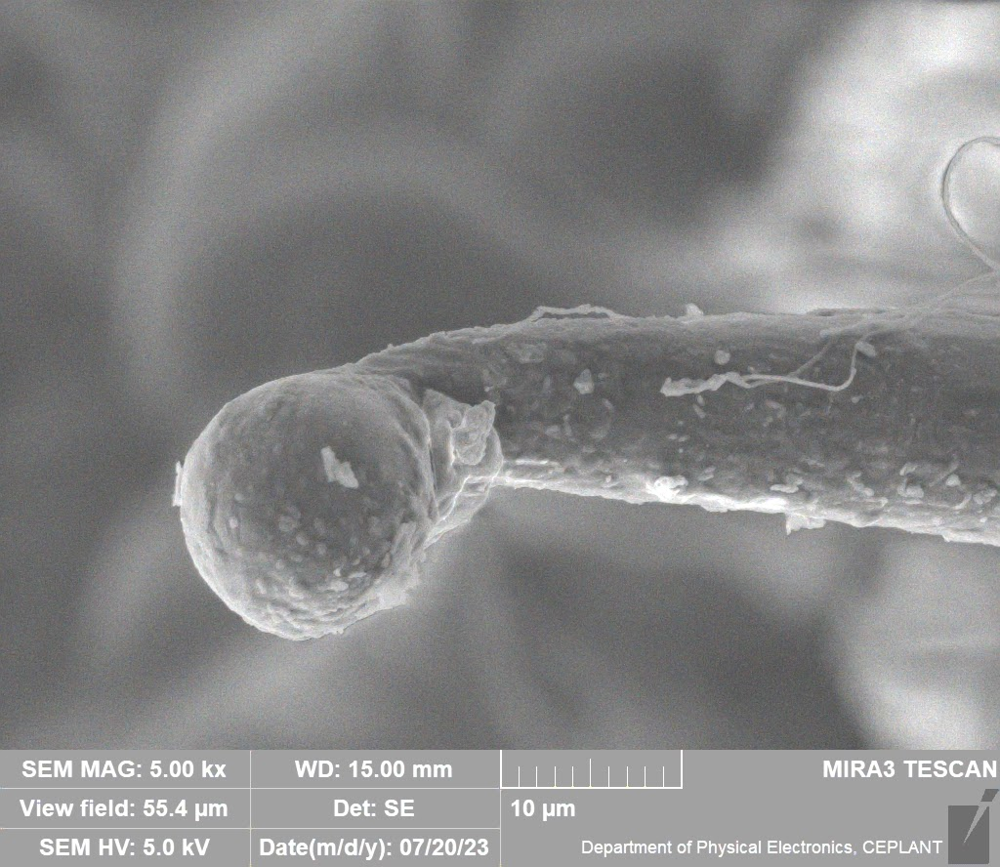 SEM MAG: 5.00 kx
WD: 15.00 mm
MIRA3 TESCAN
View field: 55.4 µm
Det: SE
10 µm
SEM HV: 5.0 kV
Date(m/d/y): 07/20/23
Department of Physical Electronics, CEPLANT